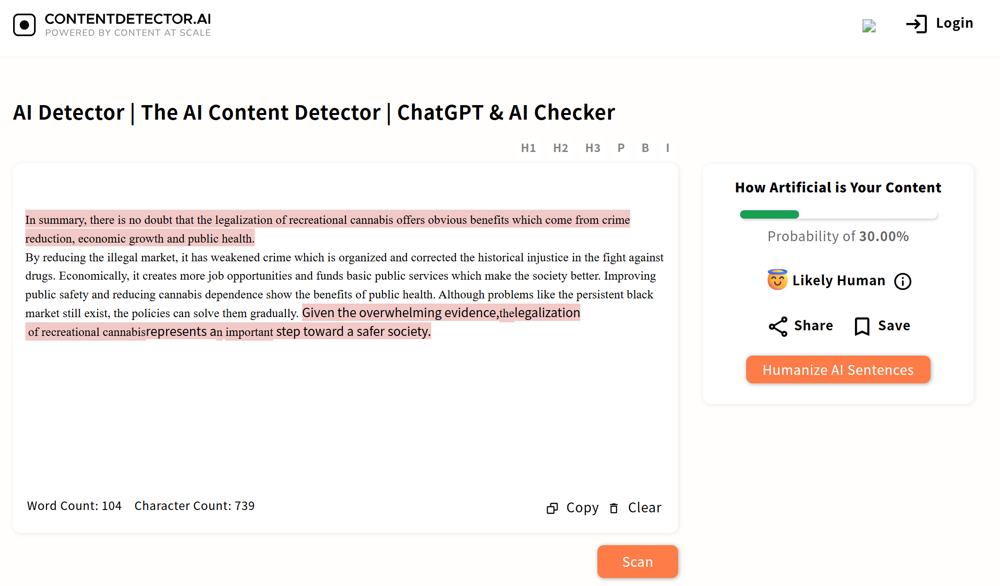 CONTENTDETECTOR.AI
POWERED BY CONTENT AT SCALE
Login
AI Detector | The AI Content Detector | ChatGPT & AI Checker
H1 H2 H3 P B I
In summary, there is no doubt that the legalization of recreational cannabis offers obvious benefits which come from crime
reduction, economic growth and public health.
By reducing the illegal market, it has weakened crime which is organized and corrected the historical injustice in the fight against
drugs. Economically, it creates more job opportunities and funds basic public services which make the society better. Improving
public safety and reducing cannabis dependence show the benefits of public health. Although problems like the persistent black
market still exist, the policies can solve them gradually. Given the overwhelming evidence,thelegalization
of recreational cannabisrepresents an important step toward a safer society.
Word Count: 104 Character Count: 739
Copy Clear
Scan
How Artificial is Your Content
Probability of 30.00%
Likely Human
Share Save
Humanize AI Sentences